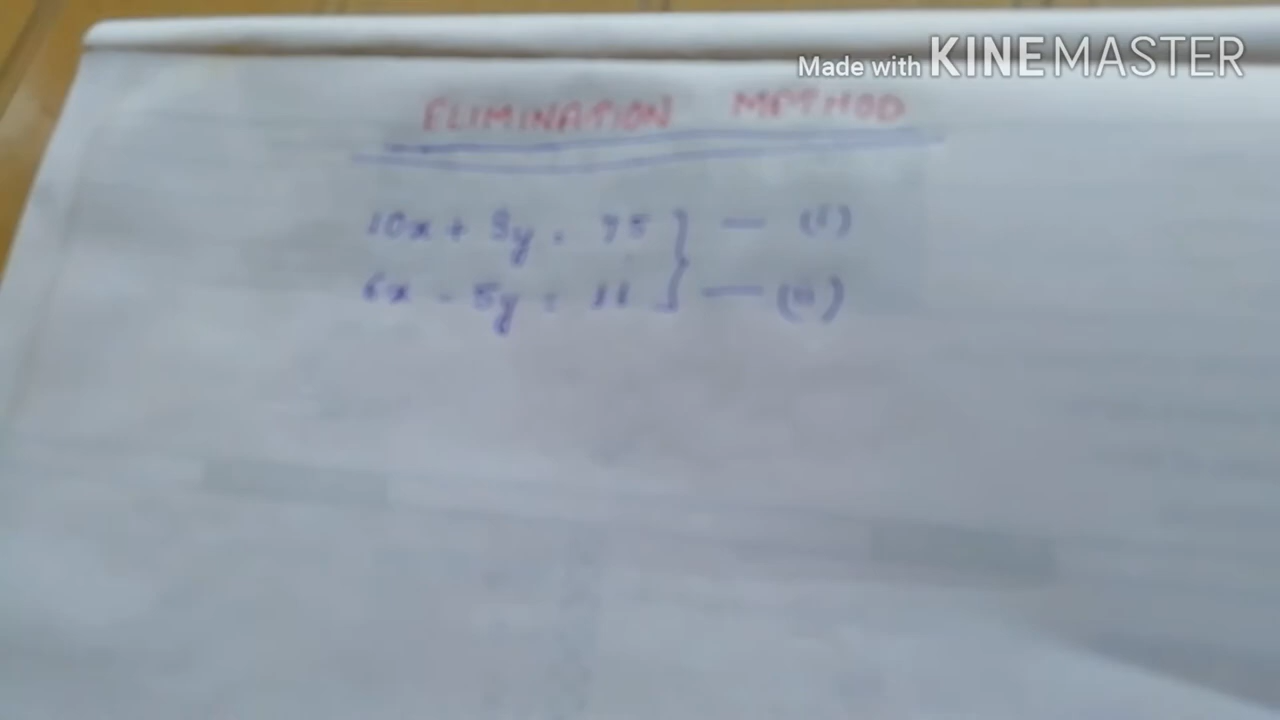 Made with KINEMASTER
ELIMINATION METHOD
10x + 3y = 75 } — (i)
6x - 5y = 11 } — (ii)